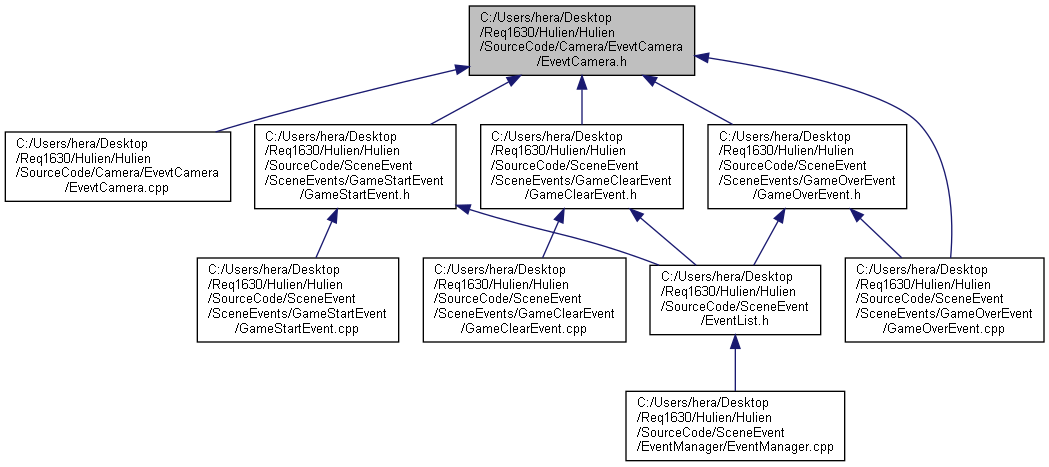 C:/Users/hera/Desktop
/Req1630/Hulien/Hulien
/SourceCode/Camera/EvevtCamera
/EvevtCamera.h
C:/Users/hera/Desktop
/Req1630/Hulien/Hulien
/SourceCode/Camera/EvevtCamera
/EvevtCamera.cpp
C:/Users/hera/Desktop
/Req1630/Hulien/Hulien
/SourceCode/SceneEvent
/SceneEvents/GameStartEvent
/GameStartEvent.h
C:/Users/hera/Desktop
/Req1630/Hulien/Hulien
/SourceCode/SceneEvent
/SceneEvents/GameClearEvent
/GameClearEvent.h
C:/Users/hera/Desktop
/Req1630/Hulien/Hulien
/SourceCode/SceneEvent
/SceneEvents/GameOverEvent
/GameOverEvent.h
C:/Users/hera/Desktop
/Req1630/Hulien/Hulien
/SourceCode/SceneEvent
/SceneEvents/GameStartEvent
/GameStartEvent.cpp
C:/Users/hera/Desktop
/Req1630/Hulien/Hulien
/SourceCode/SceneEvent
/SceneEvents/GameClearEvent
/GameClearEvent.cpp
C:/Users/hera/Desktop
/Req1630/Hulien/Hulien
/SourceCode/SceneEvent
/EventList.h
C:/Users/hera/Desktop
/Req1630/Hulien/Hulien
/SourceCode/SceneEvent
/SceneEvents/GameOverEvent
/GameOverEvent.cpp
C:/Users/hera/Desktop
/Req1630/Hulien/Hulien
/SourceCode/SceneEvent
/EventManager/EventManager.cpp